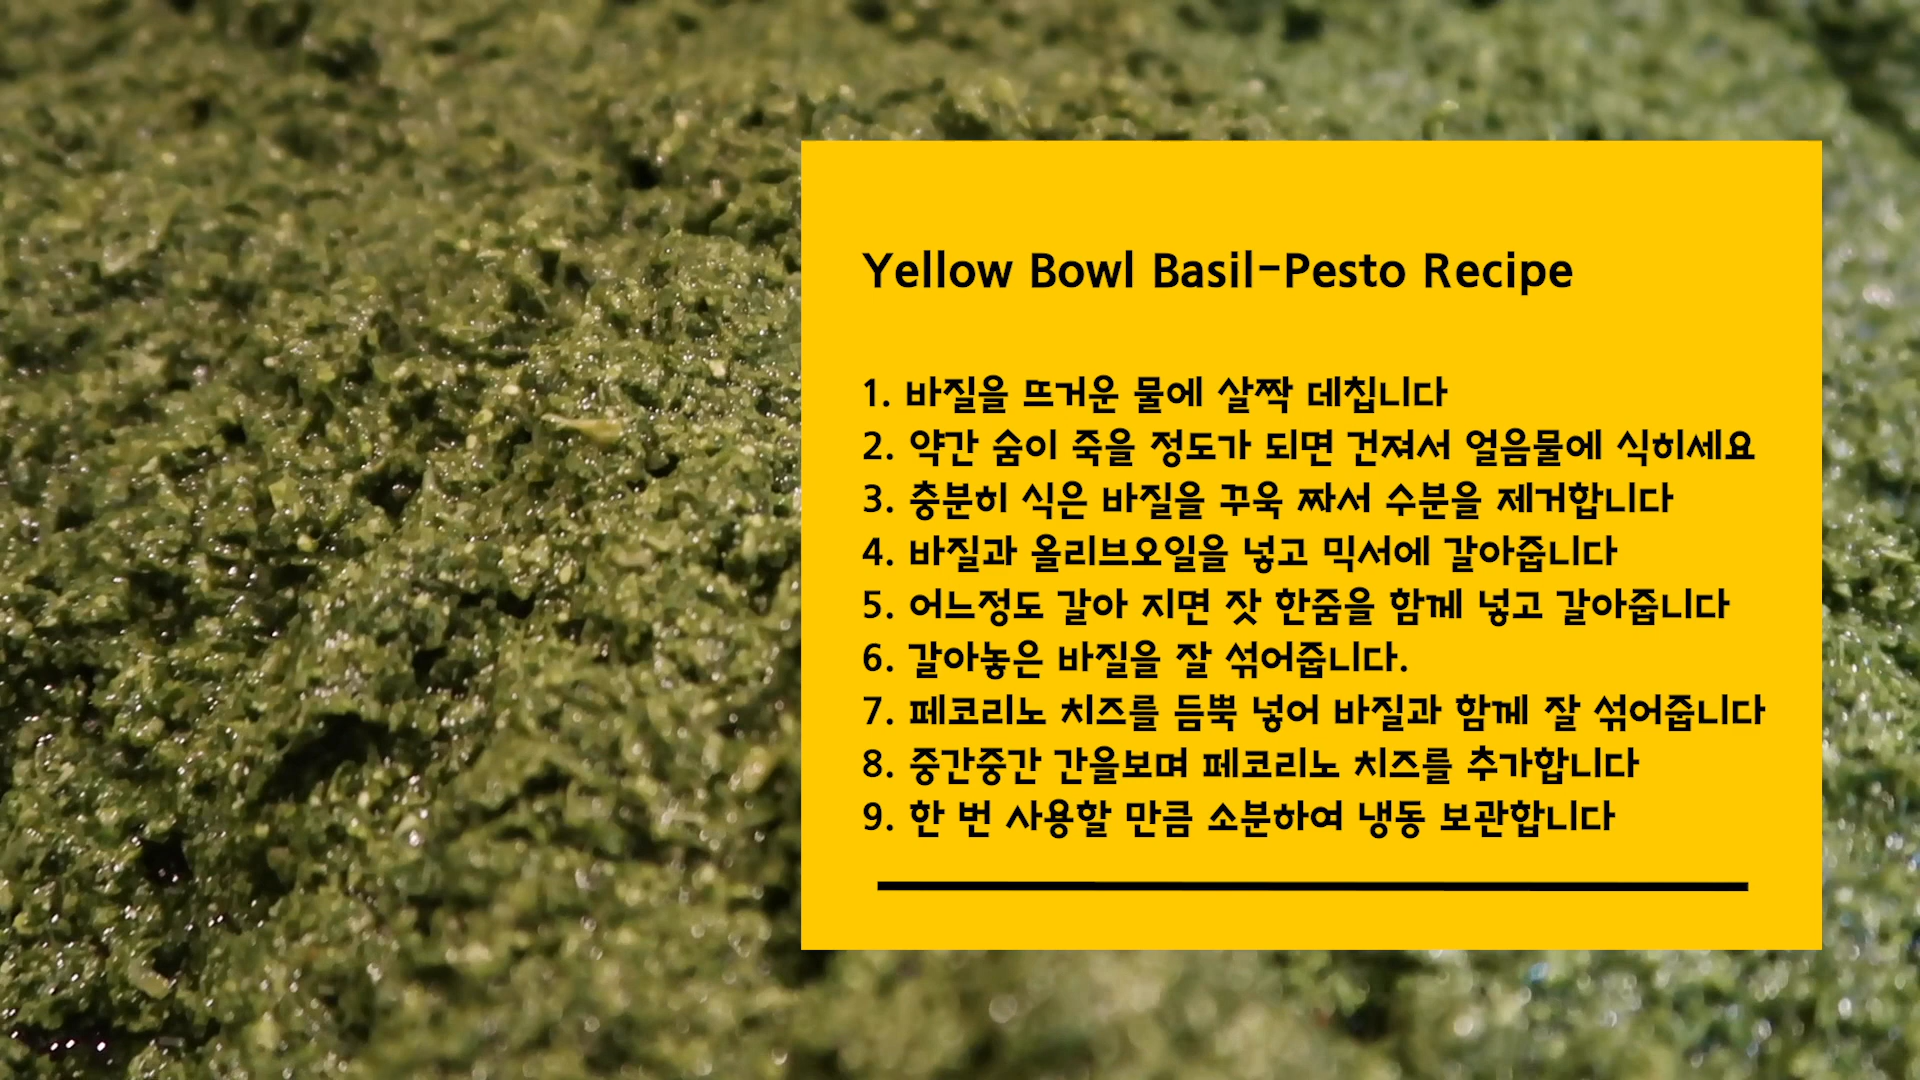 Yellow Bowl Basil-Pesto Recipe
1. 바질을 뜨거운 물에 살짝 데칩니다
2. 약간 숨이 죽을 정도가 되면 건져서 얼음물에 식히세요
3. 충분히 식은 바질을 꾸욱 짜서 수분을 제거합니다
4. 바질과 올리브오일을 넣고 믹서에 갈아줍니다
5. 어느정도 갈아 지면 잣 한줌을 함께 넣고 갈아줍니다
6. 갈아놓은 바질을 잘 섞어줍니다.
7. 페코리노 치즈를 듬뿍 넣어 바질과 함께 잘 섞어줍니다
8. 중간중간 간을보며 페코리노 치즈를 추가합니다
9. 한 번 사용할 만큼 소분하여 냉동 보관합니다